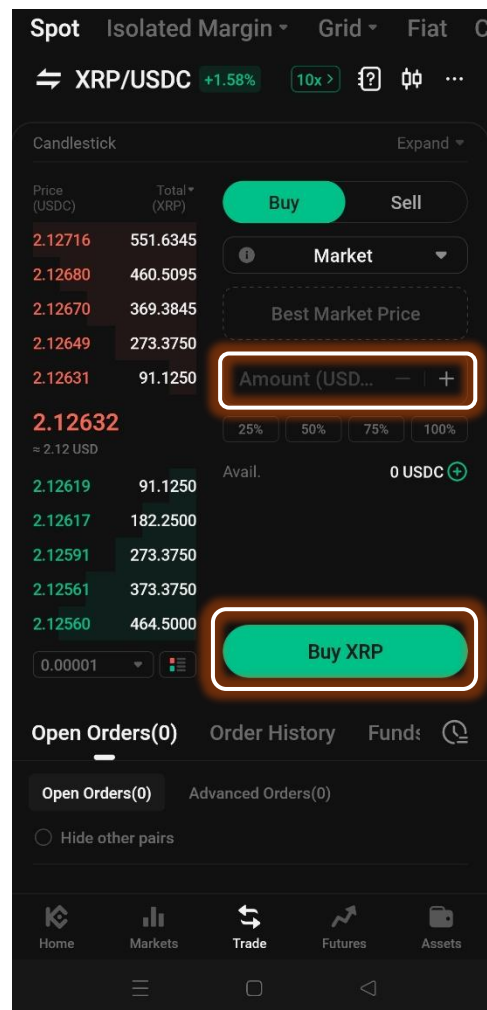 Spot Isolated Margin Grid Fiat C
XRP/USDC +1.58% 10x >
Candlestick Expand
Price (USDC) Total (XRP)
Buy Sell
2.12716 551.6345
2.12680 460.5095
2.12670 369.3845
2.12649 273.3750
2.12631 91.1250
Market
Best Market Price
Amount (USD... − +
25% 50% 75% 100%
2.12632
≈ 2.12 USD
Avail. 0 USDC
2.12619 91.1250
2.12617 182.2500
2.12591 273.3750
2.12561 373.3750
2.12560 464.5000
0.00001
Buy XRP
Open Orders(0) Order History Funds
Open Orders(0) Advanced Orders(0)
Hide other pairs
Home Markets Trade Futures Assets